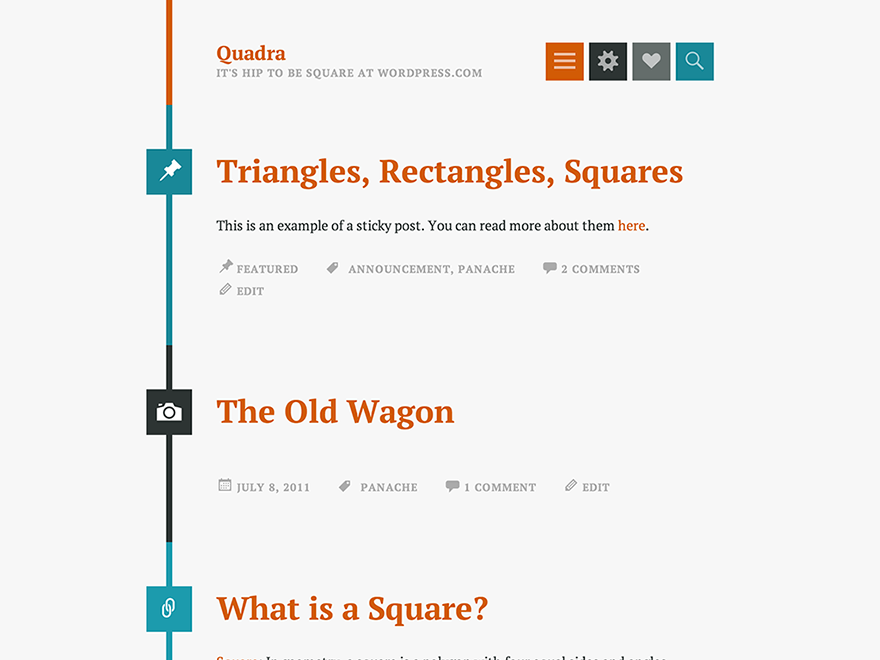 Quadra
IT'S HIP TO BE SQUARE AT WORDPRESS.COM
Triangles, Rectangles, Squares
This is an example of a sticky post. You can read more about them here.
FEATURED ANNOUNCEMENT, PANACHE 2 COMMENTS
EDIT
The Old Wagon
JULY 8, 2011 PANACHE 1 COMMENT EDIT
What is a Square?